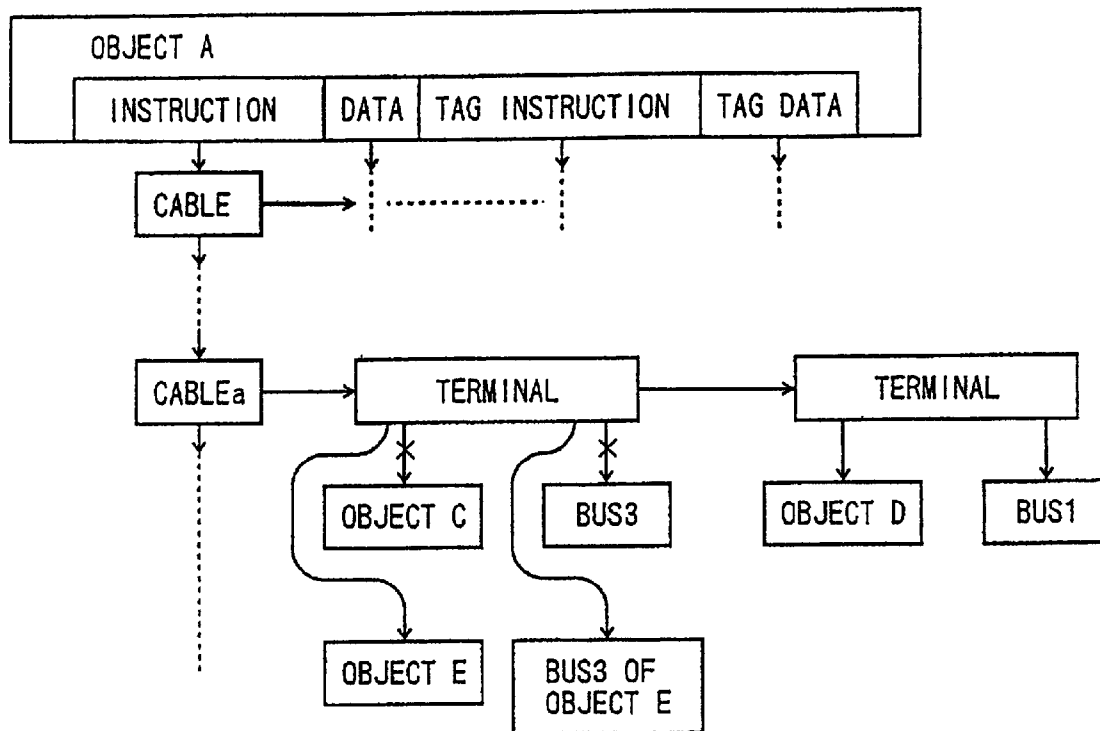 OBJECT A
INSTRUCTION DATA TAG INSTRUCTION TAG DATA
CABLE
CABLEa TERMINAL TERMINAL
OBJECT C BUS3 OBJECT D BUS1
OBJECT E BUS3 OF
OBJECT E